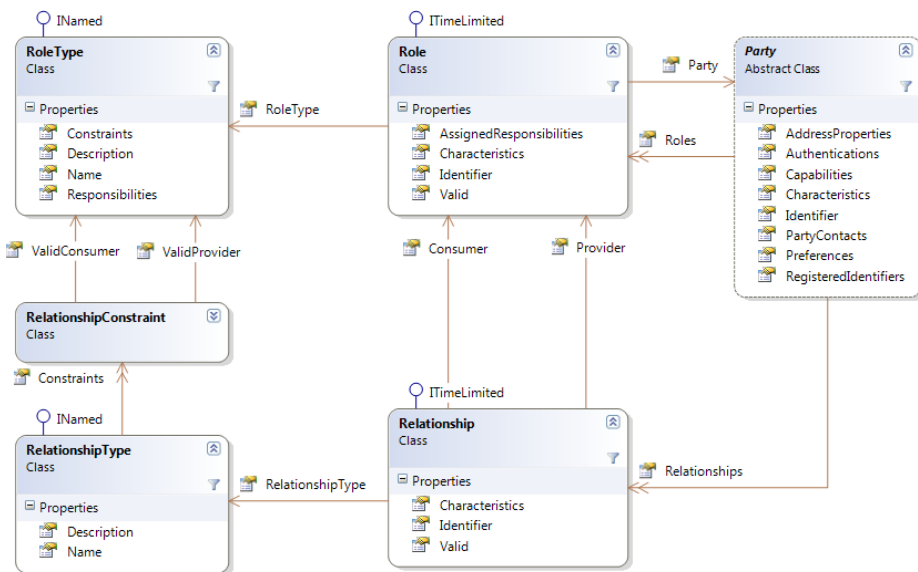 INamed
RoleType
Class
Properties
Constraints
Description
Name
Responsibilities
RoleType
ITimeLimited
Role
Class
Properties
AssignedResponsibilities
Characteristics
Identifier
Valid
Party
Roles
Party
Abstract Class
Properties
AddressProperties
Authentications
Capabilities
Characteristics
Identifier
PartyContacts
Preferences
RegisteredIdentifiers
ValidConsumer
ValidProvider
Consumer
Provider
RelationshipConstraint
Class
Constraints
INamed
RelationshipType
Class
Properties
Description
Name
RelationshipType
ITimeLimited
Relationship
Class
Properties
Characteristics
Identifier
Valid
Relationships